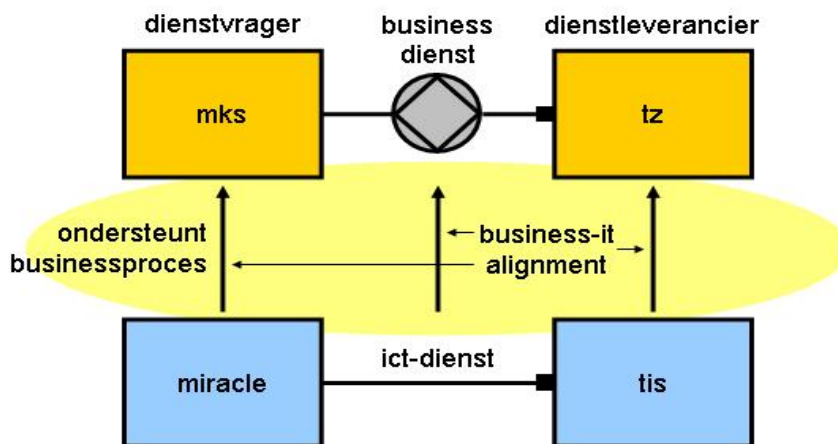 dienstvrager
business
dienst
dienstleverancier
mks
tz
ondersteunt
businessproces
business-it
alignment
miracle
ict-dienst
tis